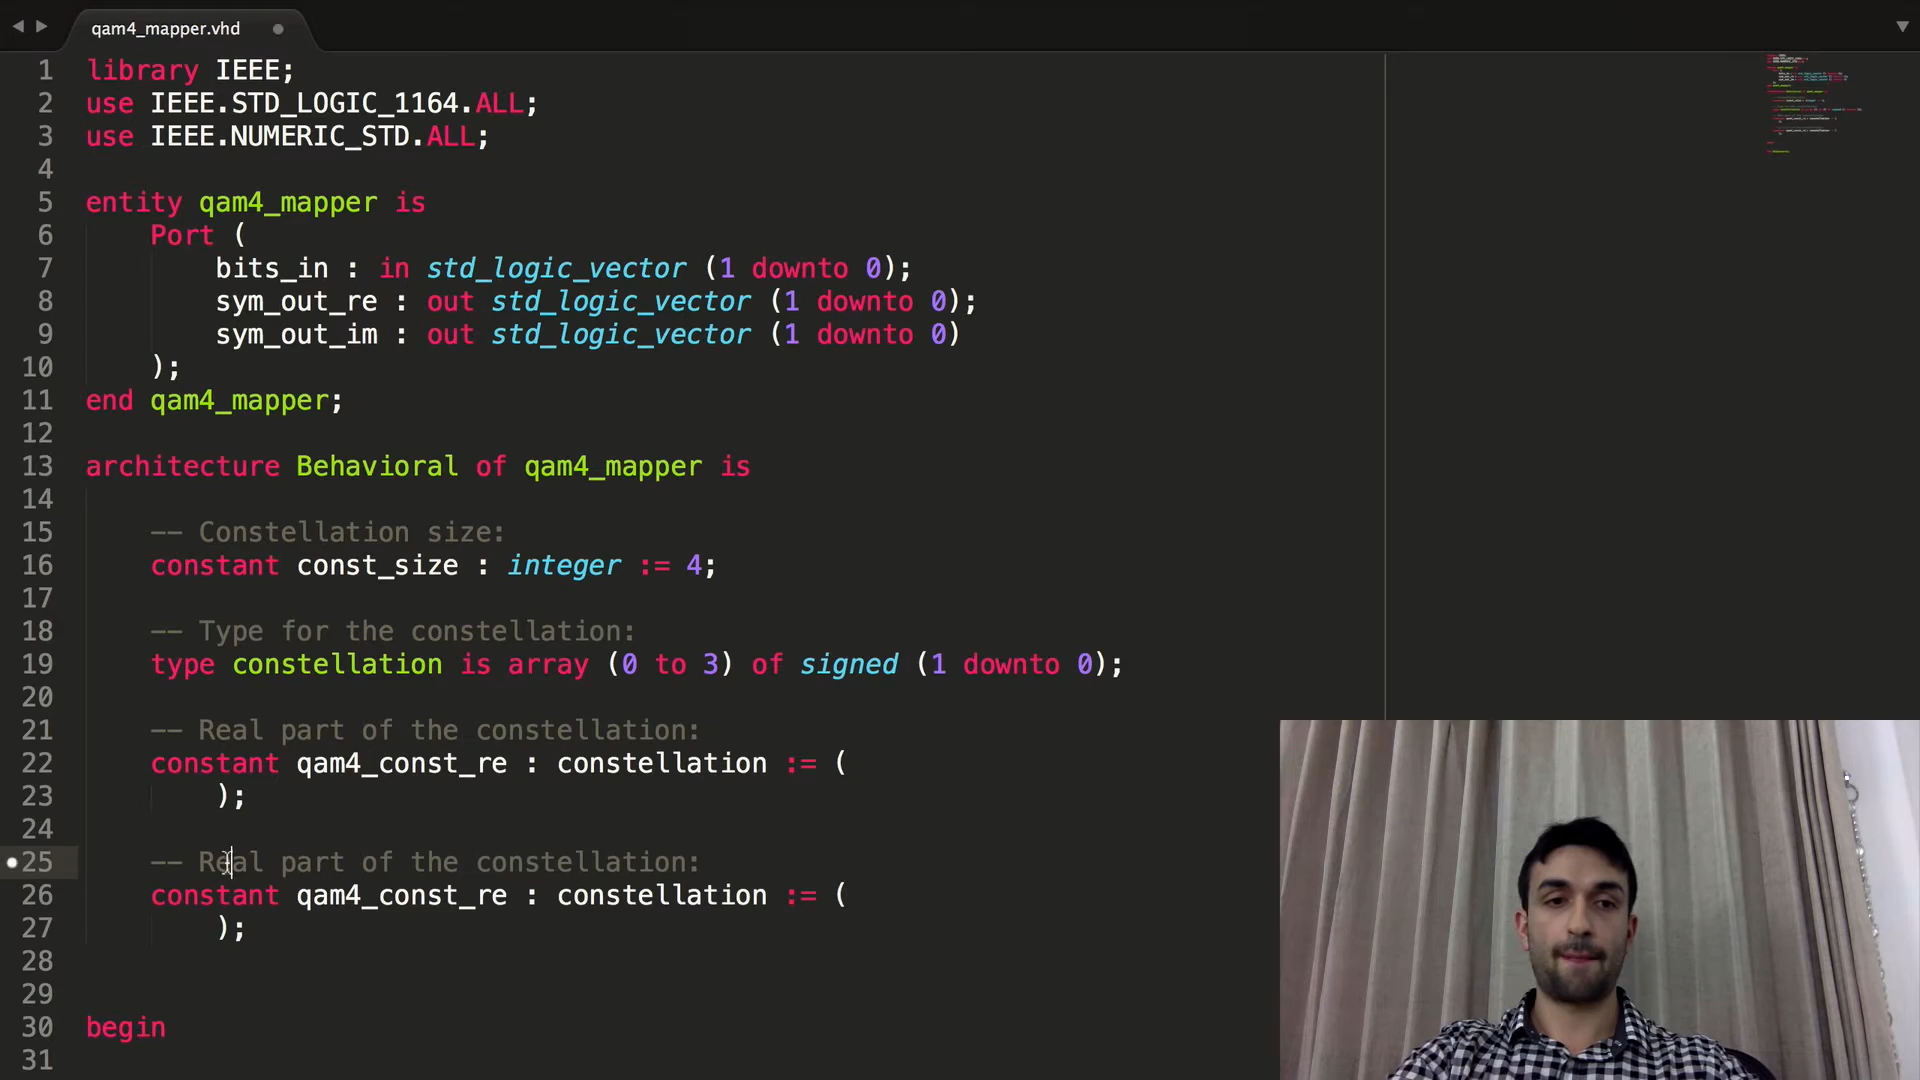 qam4_mapper.vhd
1 library IEEE;
2 use IEEE.STD_LOGIC_1164.ALL;
3 use IEEE.NUMERIC_STD.ALL;
4
5 entity qam4_mapper is
6 Port (
7 bits_in : in std_logic_vector (1 downto 0);
8 sym_out_re : out std_logic_vector (1 downto 0);
9 sym_out_im : out std_logic_vector (1 downto 0)
10 );
11 end qam4_mapper;
12
13 architecture Behavioral of qam4_mapper is
14
15 -- Constellation size:
16 constant const_size : integer := 4;
17
18 -- Type for the constellation:
19 type constellation is array (0 to 3) of signed (1 downto 0);
20
21 -- Real part of the constellation:
22 constant qam4_const_re : constellation := (
23 );
24
25 -- Real part of the constellation:
26 constant qam4_const_re : constellation := (
27 );
28
29
30 begin
31